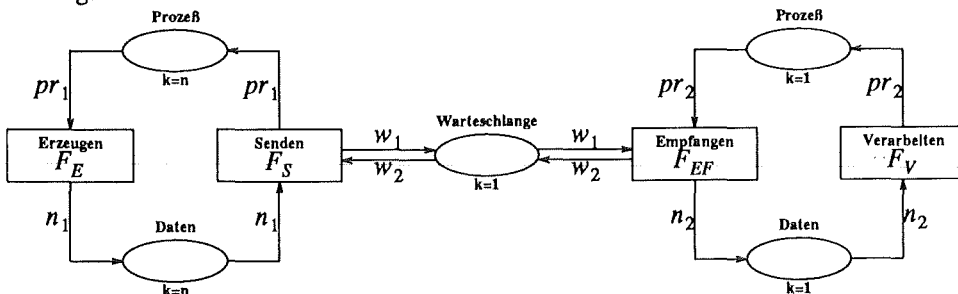 Prozeß
k=n
pr1
pr1
Erzeugen
FE
Senden
FS
n1
n1
Daten
k=n
w1
w2
Warteschlange
k=1
w1
w2
Prozeß
k=1
pr2
pr2
Empfangen
FEF
Verarbeiten
FV
n2
n2
Daten
k=1